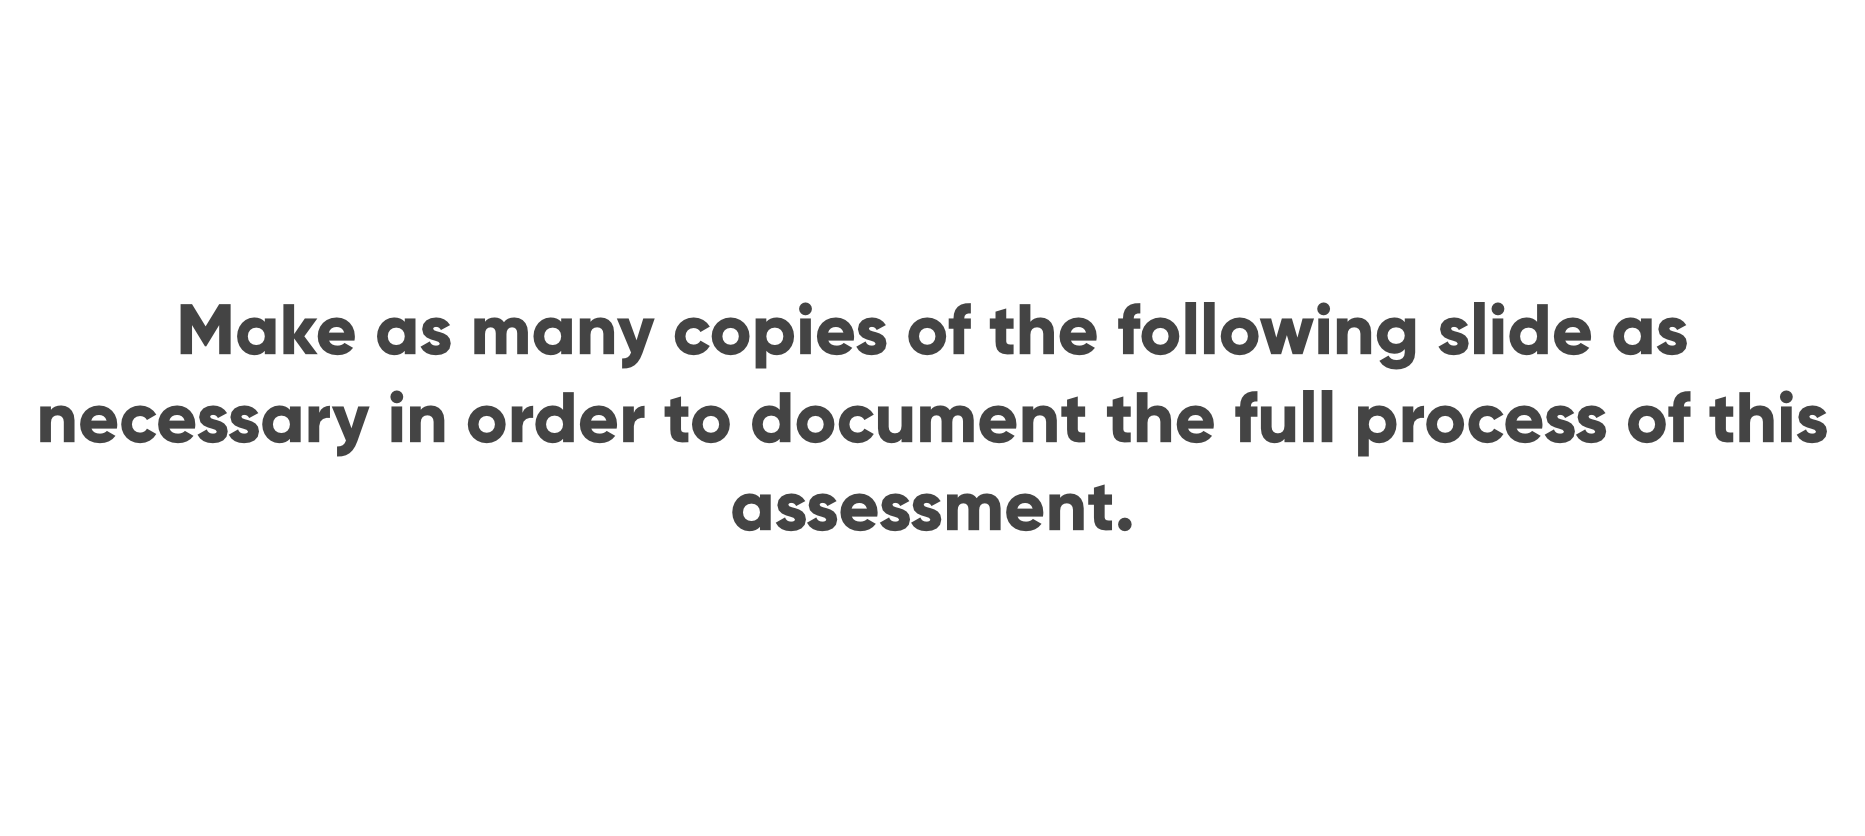 Make as many copies of the following slide as
necessary in order to document the full process of this
assessment.